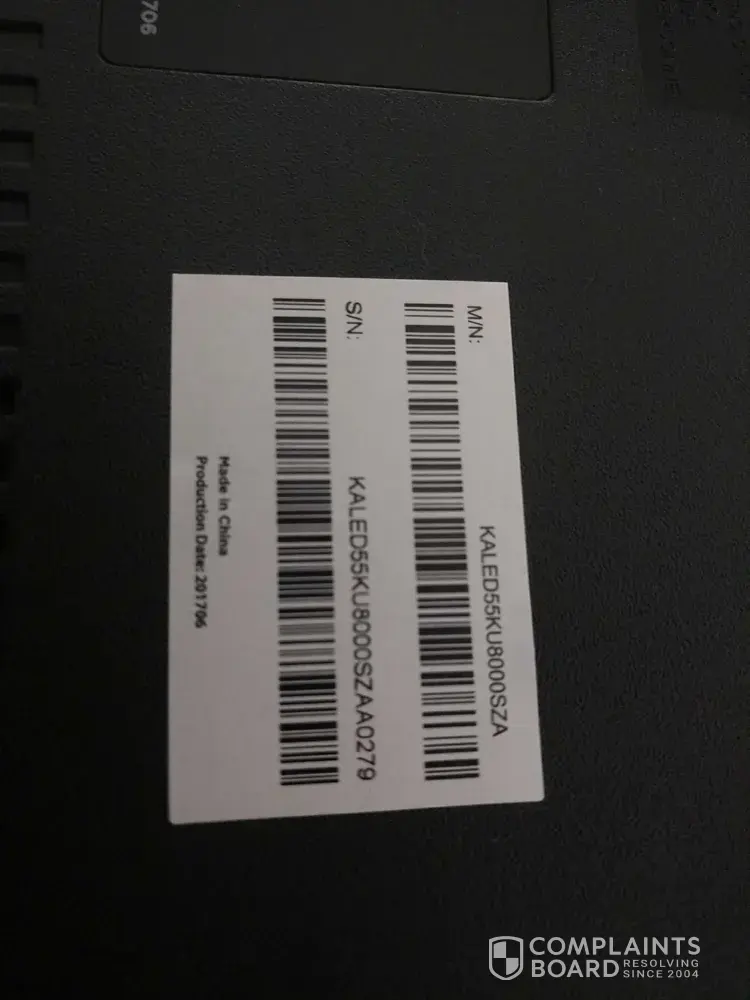 706
M/N:
KALED55KU8000SZA
S/N:
KALED55KU8000SZAA0279
Made in China
Production Date: 201706
COMPLAINTS
BOARD RESOLVING
SINCE 2004